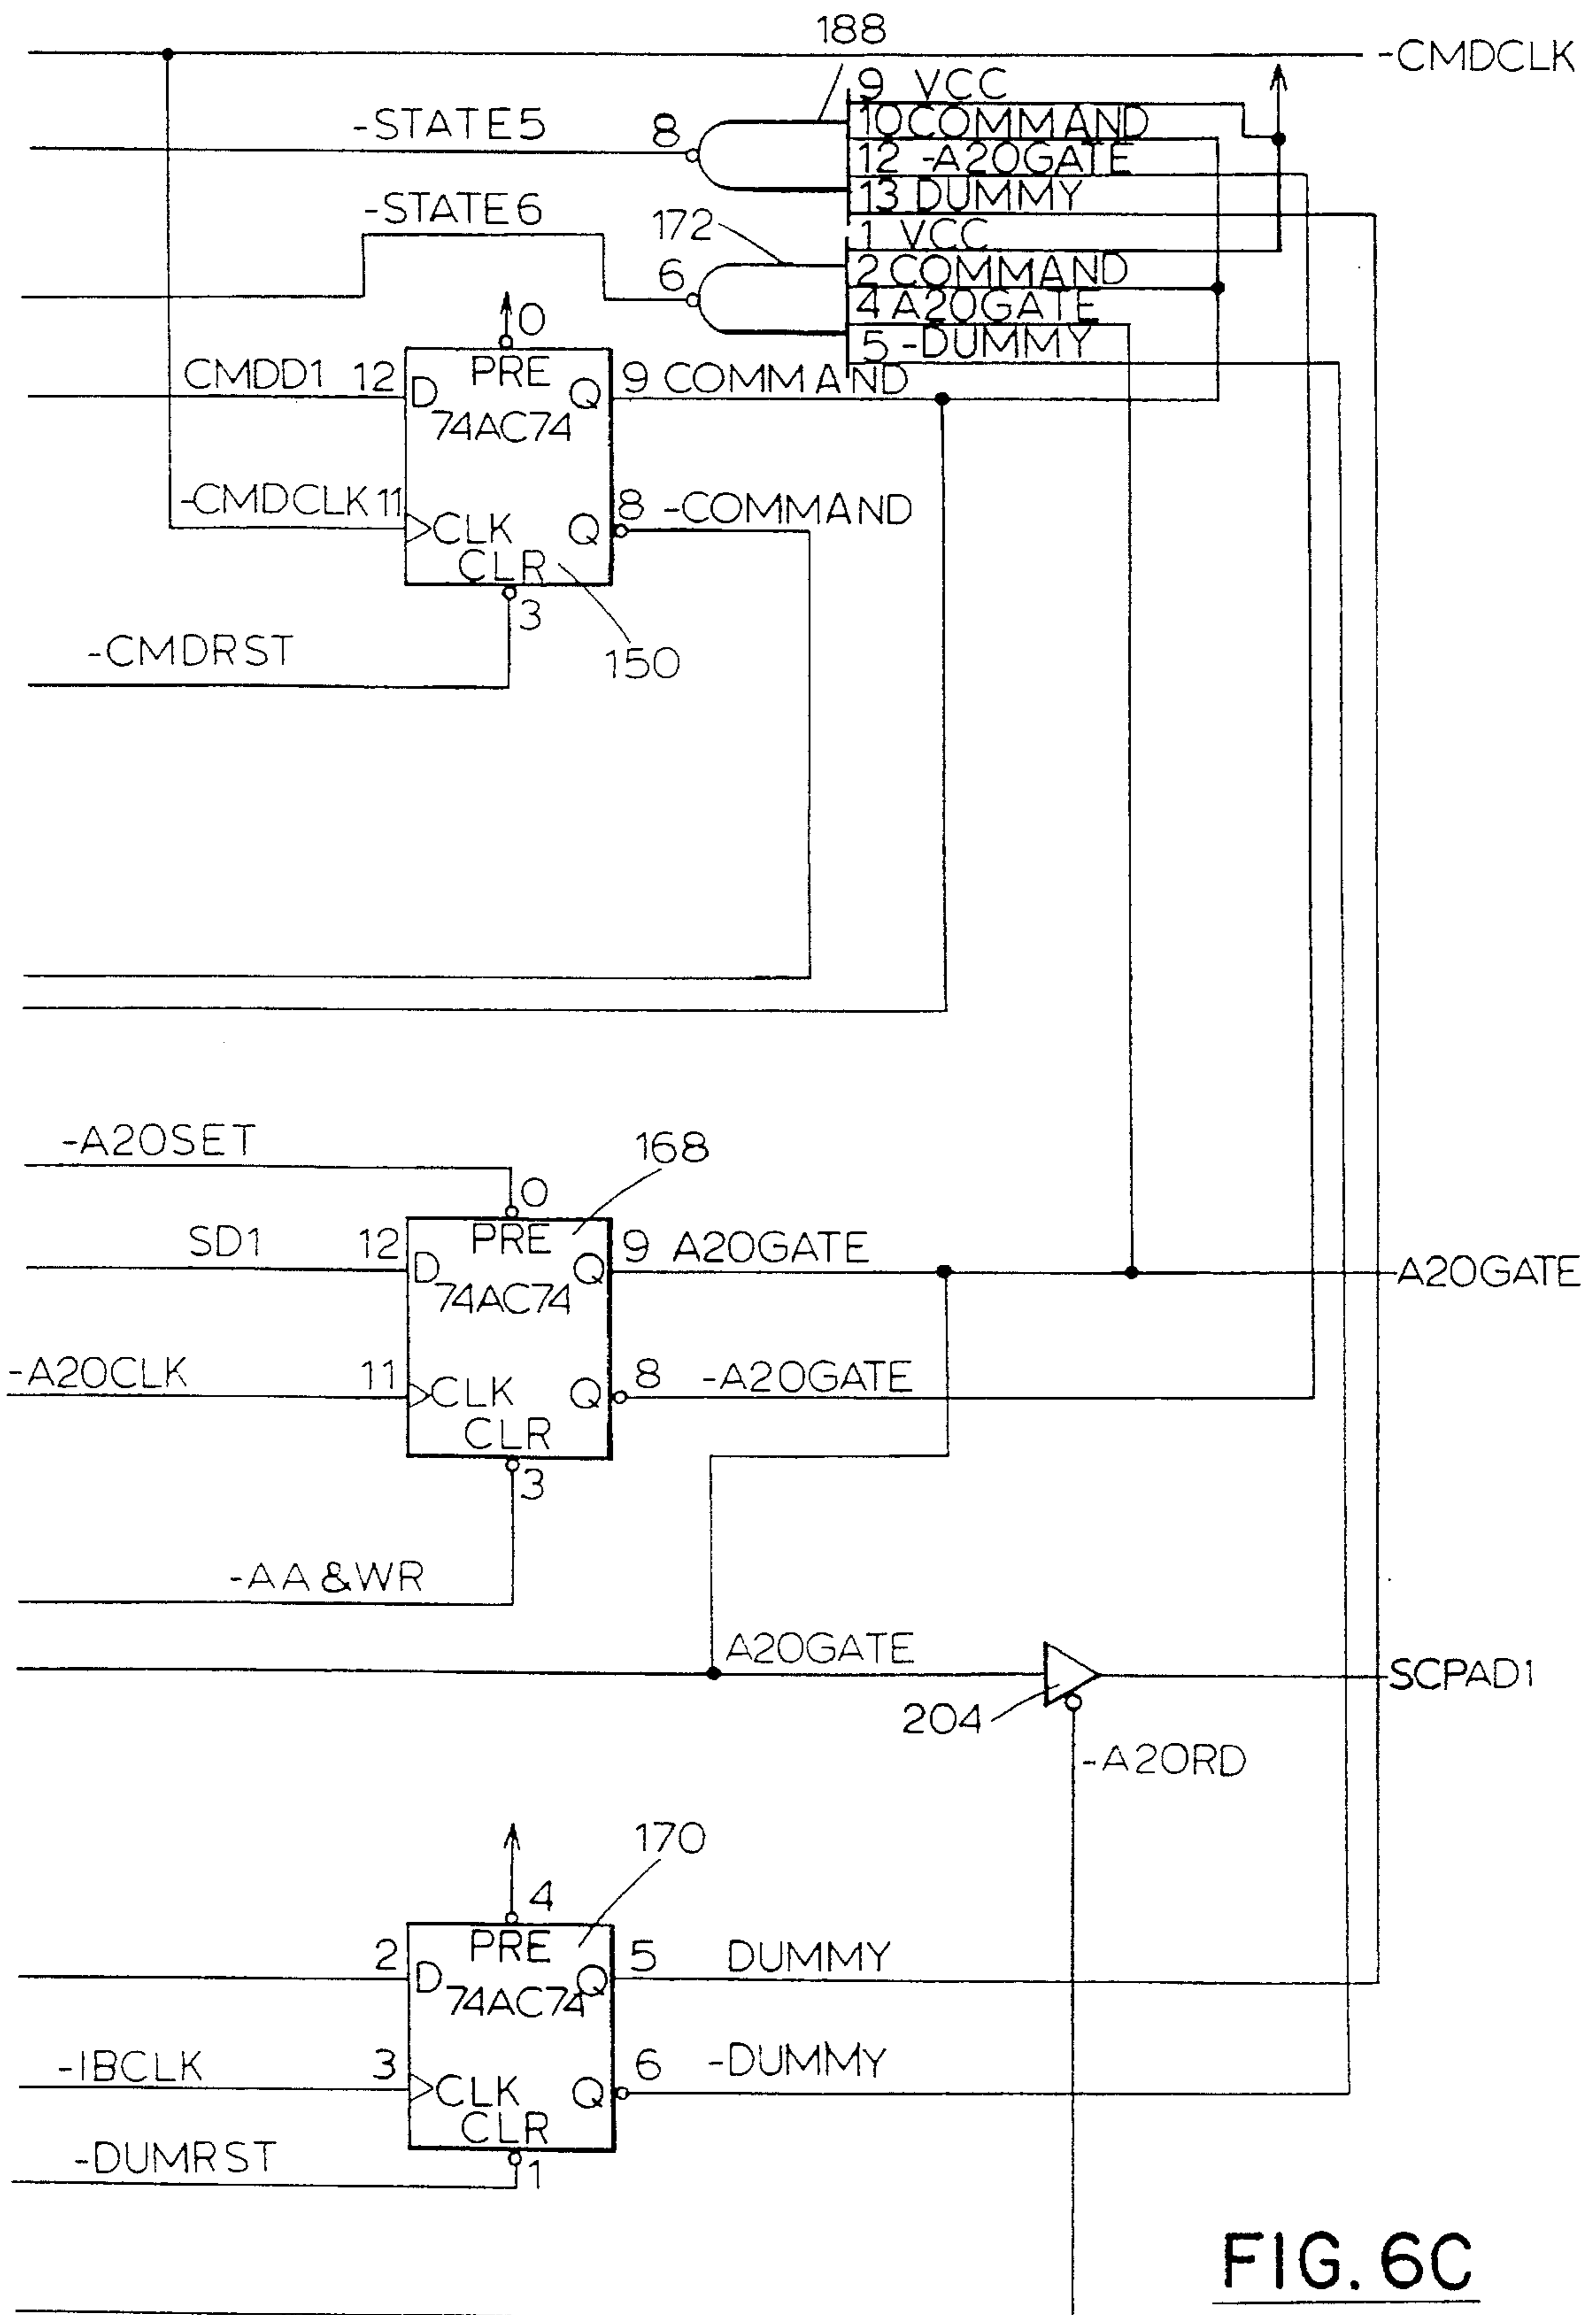 188
-CMDCLK
9 VCC
-STATE5 8 10 COMMAND
12 -A20GATE
13 DUMMY
-STATE6 172 1 VCC
6 2 COMMAND
4 A20GATE
0 5 -DUMMY
CMDD1 12 D PRE Q 9 COMMAND
74AC74
-CMDCLK 11 CLK Q 8 -COMMAND
CLR
3
-CMDRST 150
-A20SET 168
0
SD1 12 D PRE Q 9 A20GATE A20GATE
74AC74
-A20CLK 11 CLK Q 8 -A20GATE
CLR
3
-AA&WR
A20GATE SCPAD1
204
-A20RD
170
4
2 D PRE Q 5 DUMMY
74AC74
-IBCLK 3 CLK Q 6 -DUMMY
CLR
-DUMRST 1
FIG. 6C